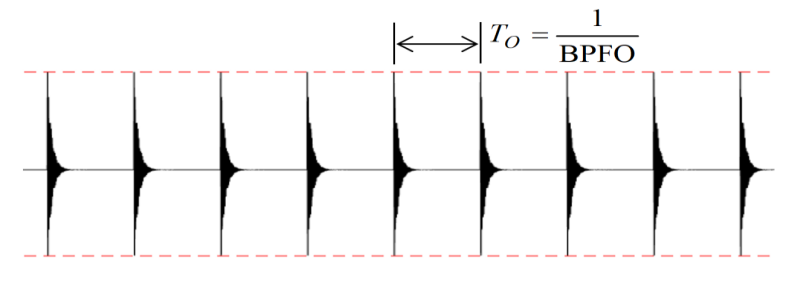 T_O = 1/BPFO